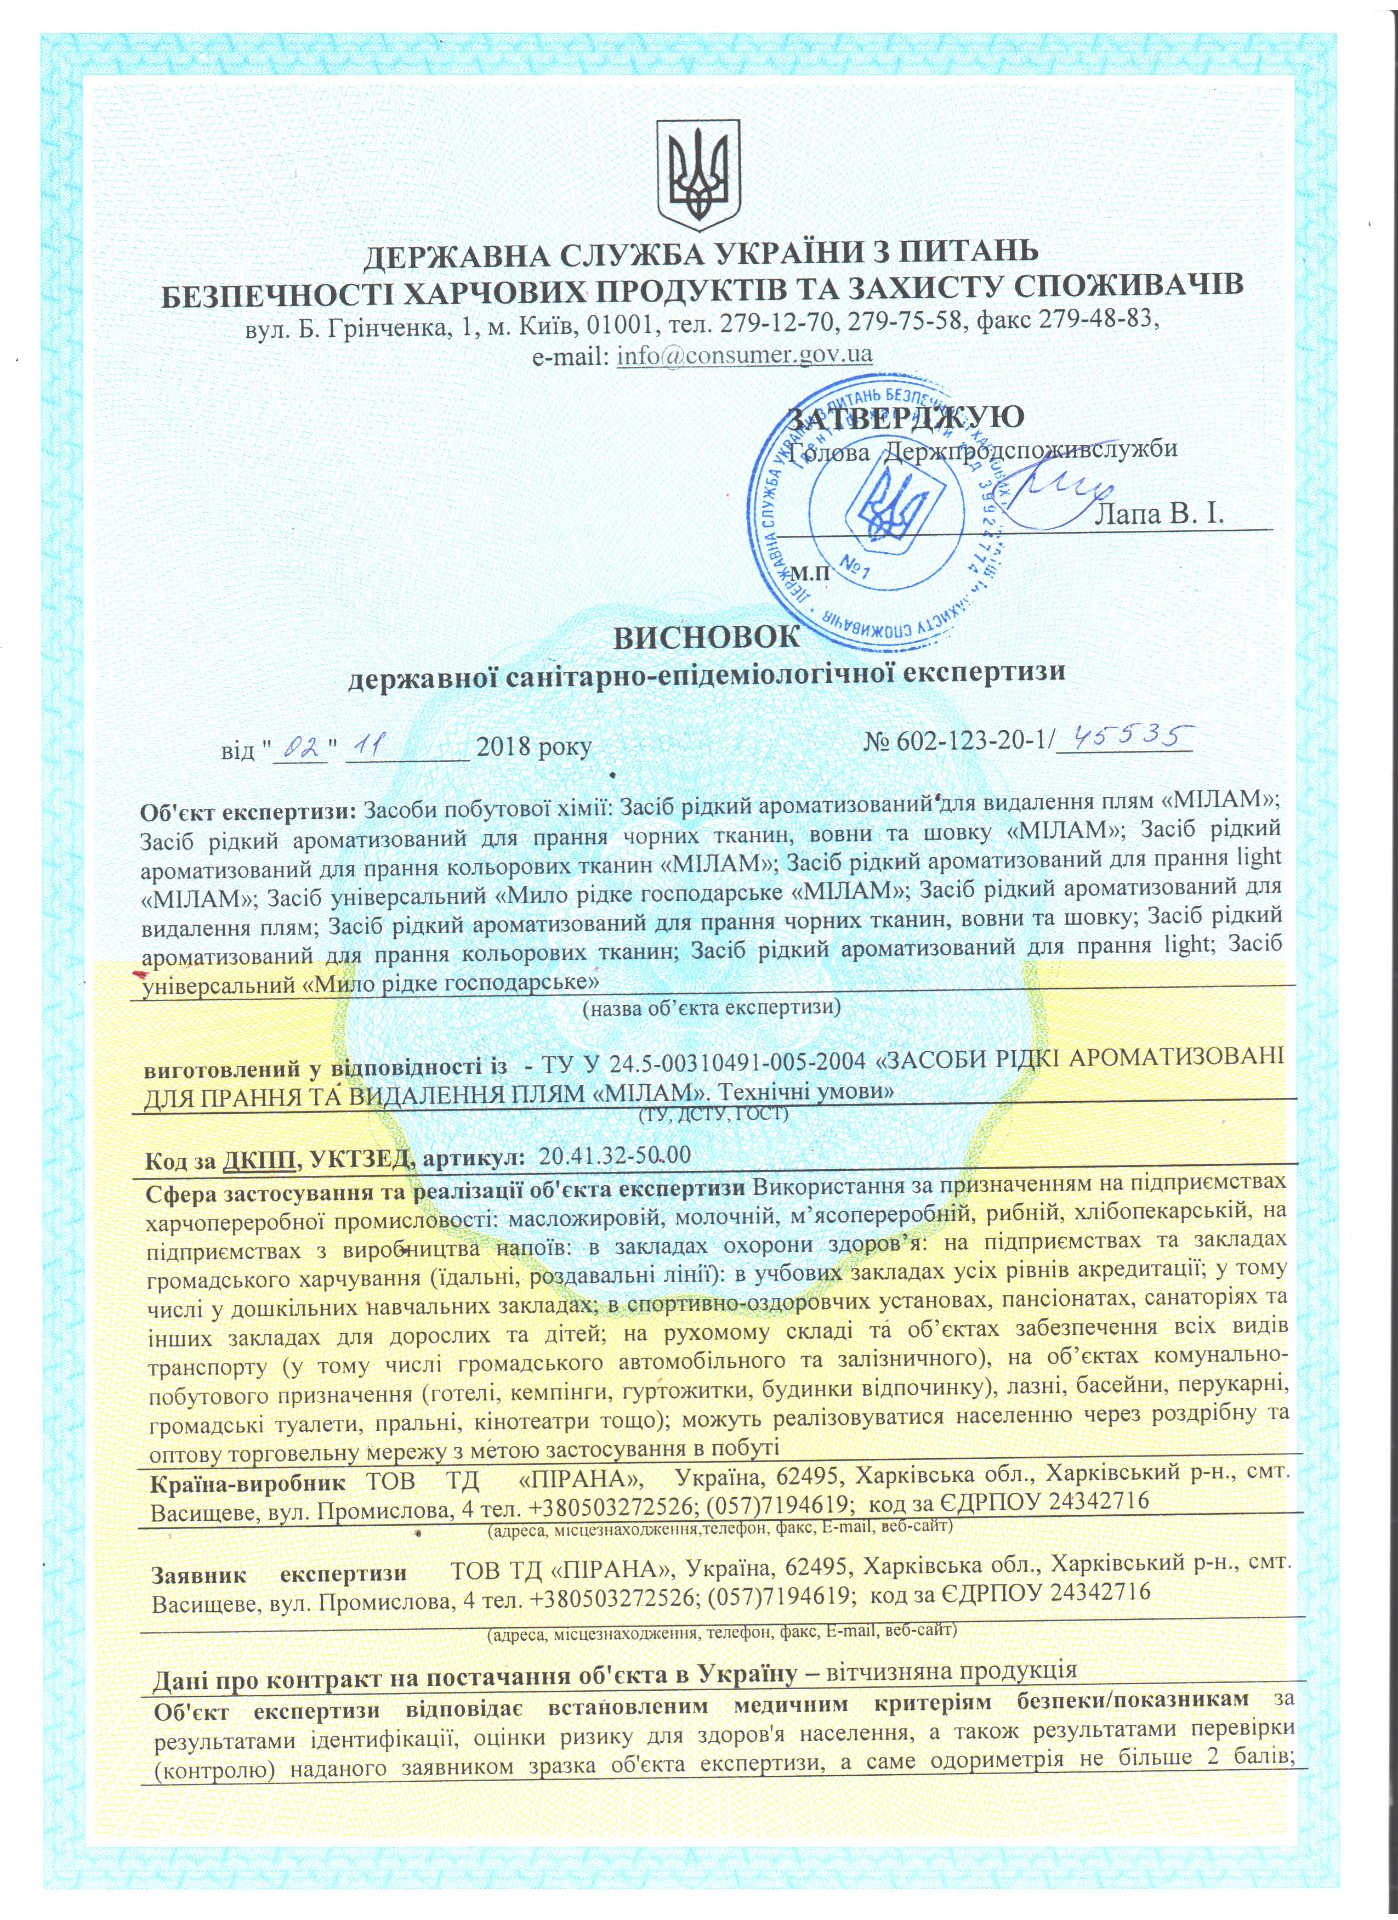 ДЕРЖАВНА СЛУЖБА УКРАЇНИ З ПИТАНЬ
БЕЗПЕЧНОСТІ ХАРЧОВИХ ПРОДУКТІВ ТА ЗАХИСТУ СПОЖИВАЧІВ
вул. Б. Грінченка, 1, м. Київ, 01001, тел. 279-12-70, 279-75-58, факс 279-48-83,
e-mail: info@consumer.gov.ua
ЗАТВЕРДЖУЮ
Голова Держпродспоживслужби
Лапа В. І.
М.П
ДЕРЖАВНА СЛУЖБА УКРАЇНИ З ПИТАНЬ БЕЗПЕЧНОСТІ ХАРЧОВИХ ПРОДУКТІВ ТА ЗАХИСТУ СПОЖИВАЧІВ
Ідентифікаційний код 39924774
№1
ВИСНОВОК
державної санітарно-епідеміологічної експертизи
від "02" 11 2018 року № 602-123-20-1/45535
Об'єкт експертизи: Засоби побутової хімії: Засіб рідкий ароматизований для видалення плям «МІЛАМ»;
Засіб рідкий ароматизований для прання чорних тканин, вовни та шовку «МІЛАМ»; Засіб рідкий
ароматизований для прання кольорових тканин «МІЛАМ»; Засіб рідкий ароматизований для прання light
«МІЛАМ»; Засіб універсальний «Мило рідке господарське «МІЛАМ»; Засіб рідкий ароматизований для
видалення плям; Засіб рідкий ароматизований для прання чорних тканин, вовни та шовку; Засіб рідкий
ароматизований для прання кольорових тканин; Засіб рідкий ароматизований для прання light; Засіб
універсальний «Мило рідке господарське»
(назва об’єкта експертизи)
виготовлений у відповідності із - ТУ У 24.5-00310491-005-2004 «ЗАСОБИ РІДКІ АРОМАТИЗОВАНІ
ДЛЯ ПРАННЯ ТА ВИДАЛЕННЯ ПЛЯМ «МІЛАМ». Технічні умови»
(ТУ, ДСТУ, ГОСТ)
Код за ДКПП, УКТЗЕД, артикул: 20.41.32-50.00
Сфера застосування та реалізації об'єкта експертизи Використання за призначенням на підприємствах
харчопереробної промисловості: масложировій, молочній, м’ясопереробній, рибній, хлібопекарській, на
підприємствах з виробництва напоїв: в закладах охорони здоров’я: на підприємствах та закладах
громадського харчування (їдальні, роздавальні лінії): в учбових закладах усіх рівнів акредитації; у тому
числі у дошкільних навчальних закладах; в спортивно-оздоровчих установах, пансіонатах, санаторіях та
інших закладах для дорослих та дітей; на рухомому складі та об’єктах забезпечення всіх видів
транспорту (у тому числі громадського автомобільного та залізничного), на об’єктах комунально-
побутового призначення (готелі, кемпінги, гуртожитки, будинки відпочинку), лазні, басейни, перукарні,
громадські туалети, пральні, кінотеатри тощо); можуть реалізовуватися населенню через роздрібну та
оптову торговельну мережу з метою застосування в побуті
Країна-виробник ТОВ ТД «ПІРАНА», Україна, 62495, Харківська обл., Харківський р-н., смт.
Васищеве, вул. Промислова, 4 тел. +380503272526; (057)7194619; код за ЄДРПОУ 24342716
(адреса, місцезнаходження,телефон, факс, E-mail, веб-сайт)
Заявник експертизи ТОВ ТД «ПІРАНА», Україна, 62495, Харківська обл., Харківський р-н., смт.
Васищеве, вул. Промислова, 4 тел. +380503272526; (057)7194619; код за ЄДРПОУ 24342716
(адреса, місцезнаходження, телефон, факс, E-mail, веб-сайт)
Дані про контракт на постачання об'єкта в Україну – вітчизняна продукція
Об'єкт експертизи відповідає встановленим медичним критеріям безпеки/показникам за
результатами ідентифікації, оцінки ризику для здоров'я населення, а також результатами перевірки
(контролю) наданого заявником зразка об'єкта експертизи, а саме одориметрія не більше 2 балів;